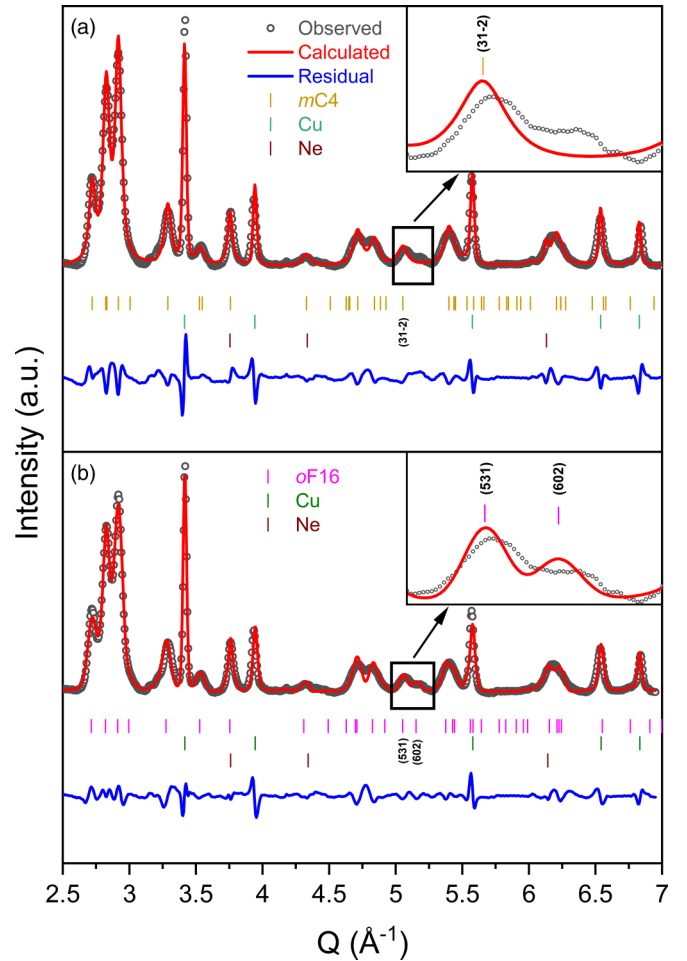 (a)
Observed
Calculated
Residual
mC4
Cu
Ne
(31-2)
(31-2)
Intensity (a.u.)
(b)
oF16
Cu
Ne
(531)
(602)
(531)
(602)
2.5 3 3.5 4 4.5 5 5.5 6 6.5 7
Q (Å⁻¹)